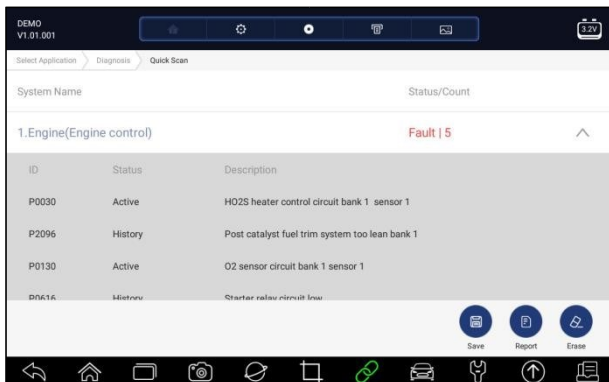 DEMO
V1.01.001
3.2V
Select Application Diagnosis Quick Scan
System Name Status/Count
1.Engine(Engine control) Fault | 5
ID Status Description
P0030 Active HO2S heater control circuit bank 1 sensor 1
P2096 History Post catalyst fuel trim system too lean bank 1
P0130 Active O2 sensor circuit bank 1 sensor 1
P0616 History Starter relay circuit low
Save Report Erase